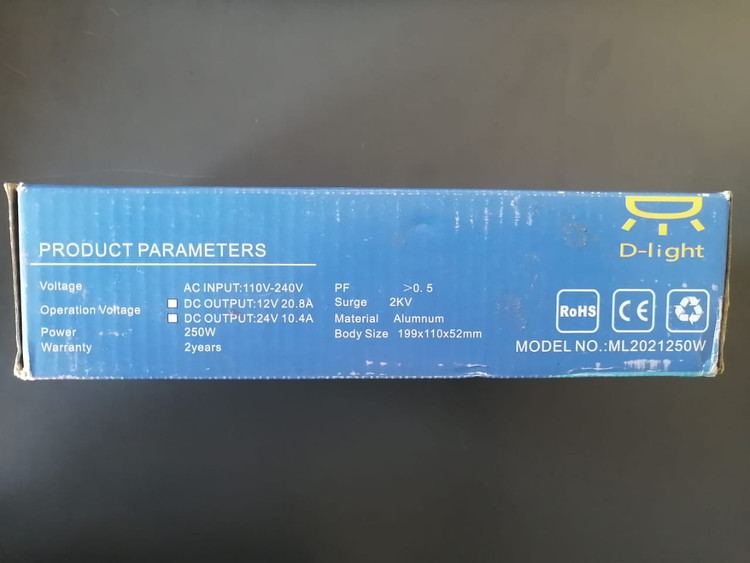 D-light
PRODUCT PARAMETERS
Voltage AC INPUT:110V-240V
Operation Voltage ☐ DC OUTPUT:12V 20.8A
☐ DC OUTPUT:24V 10.4A
Power 250W
Warranty 2years
PF >0.5
Surge 2KV
Material Alumnum
Body Size 199x110x52mm
RoHS CE
MODEL NO.:ML2021250W